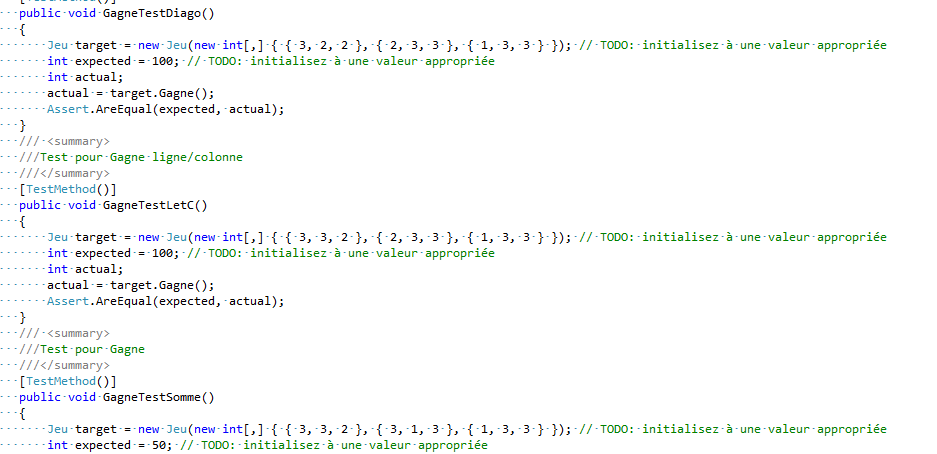 public void GagneTestDiago()
{
Jeu target = new Jeu(new int[,] { { 3, 2, 2 }, { 2, 3, 3 }, { 1, 3, 3 } }); // TODO: initialisez à une valeur appropriée
int expected = 100; // TODO: initialisez à une valeur appropriée
int actual;
actual = target.Gagne();
Assert.AreEqual(expected, actual);
}
/// <summary>
///Test pour Gagne ligne/colonne
///</summary>
[TestMethod()]
public void GagneTestLetC()
{
Jeu target = new Jeu(new int[,] { { 3, 3, 2 }, { 2, 3, 3 }, { 1, 3, 3 } }); // TODO: initialisez à une valeur appropriée
int expected = 100; // TODO: initialisez à une valeur appropriée
int actual;
actual = target.Gagne();
Assert.AreEqual(expected, actual);
}
/// <summary>
///Test pour Gagne
///</summary>
[TestMethod()]
public void GagneTestSomme()
{
Jeu target = new Jeu(new int[,] { { 3, 3, 2 }, { 3, 1, 3 }, { 1, 3, 3 } }); // TODO: initialisez à une valeur appropriée
int expected = 50; // TODO: initialisez à une valeur appropriée